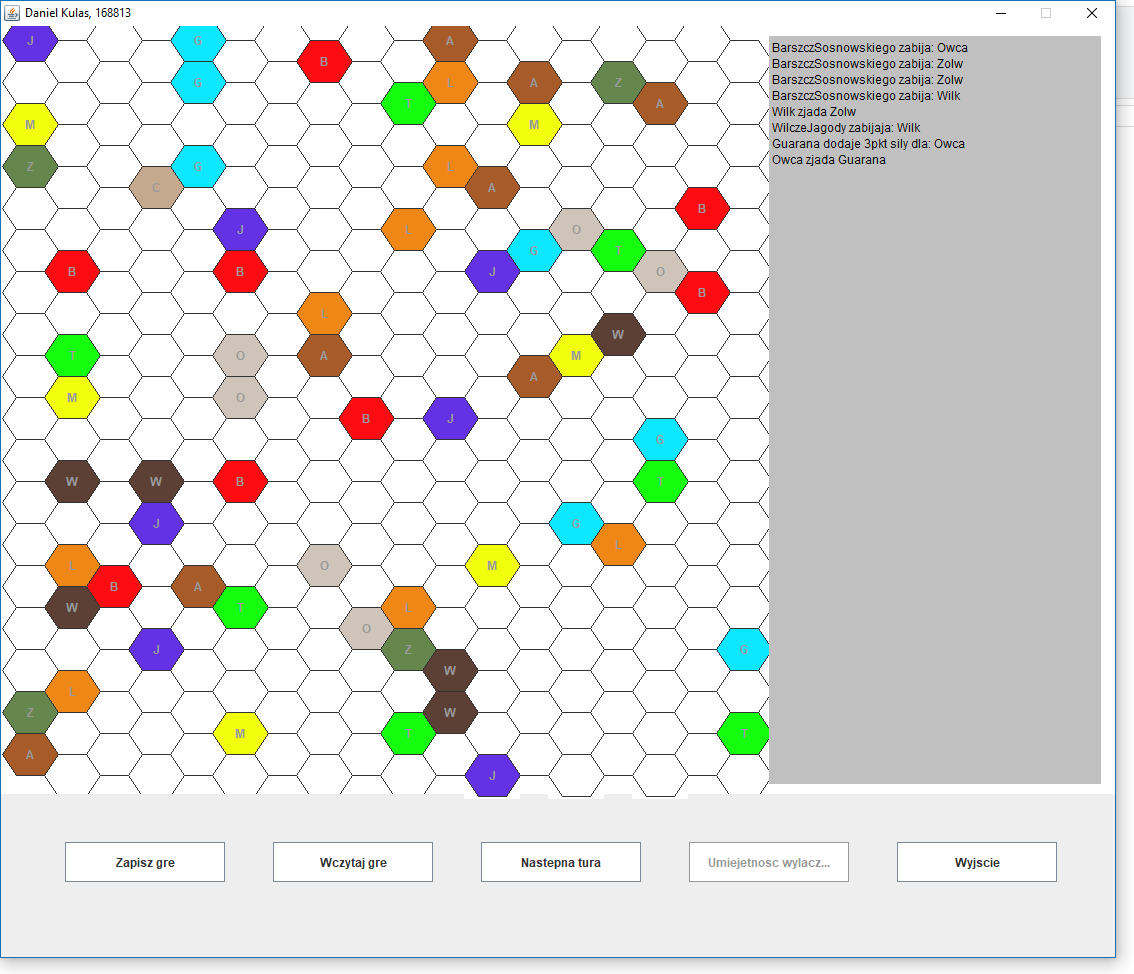 Daniel Kulas, 168813
J G A
B
G L A Z
A
M M
Z G L
C A
B
J O
G T
B B J O
B
W
O A M
A
M O
B J
G
W W B
J G
L
O M
B A
W
O
J Z G
W
Z W
M
A
J
BarszczSosnowskiego zabija: Owca
BarszczSosnowskiego zabija: Zolw
BarszczSosnowskiego zabija: Zolw
BarszczSosnowskiego zabija: Wilk
Wilk zjada Zolw
WilczeJagody zabijaja: Wilk
Guarana dodaje 3pkt sily dla: Owca
Owca zjada Guarana
Zapisz gre
Wczytaj gre
Nastepna tura
Umiejetnosc wylacz...
Wyjscie